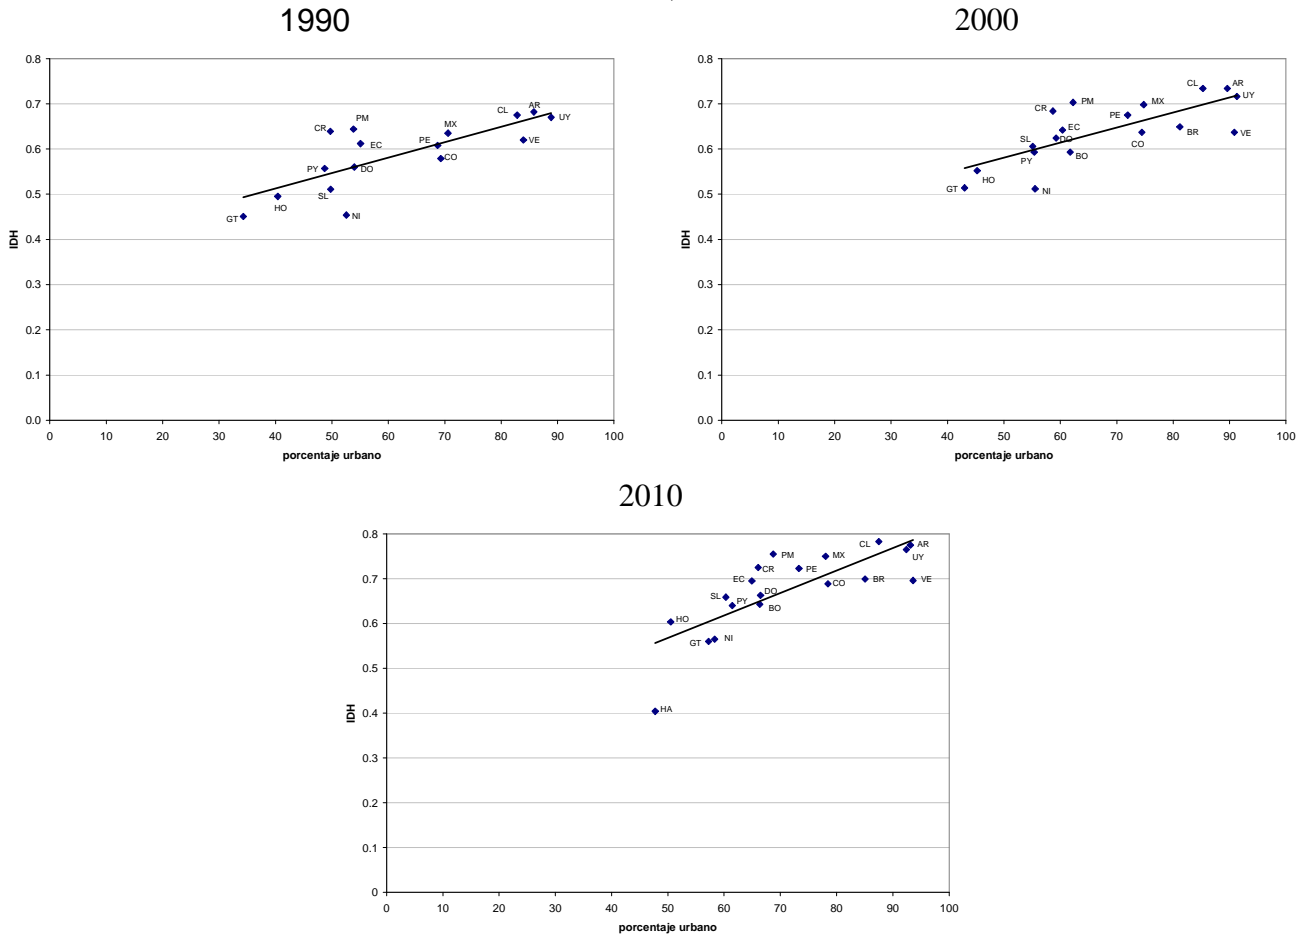 1990
2000
0.8
0.7
0.6
0.5
0.4
0.3
0.2
0.1
0.0
IDH
0 10 20 30 40 50 60 70 80 90 100
porcentaje urbano
GT
HO
PY
SL
CR
PM
EC
DO
NI
PE
MX
CO
CL
AR
UY
VE
0.8
0.7
0.6
0.5
0.4
0.3
0.2
0.1
0.0
IDH
0 10 20 30 40 50 60 70 80 90 100
porcentaje urbano
GT
HO
SL
PY
CR
PM
EC
DO
BO
NI
PE
MX
CO
BR
CL
AR
UY
VE
2010
0.8
0.7
0.6
0.5
0.4
0.3
0.2
0.1
0
IDH
0 10 20 30 40 50 60 70 80 90 100
porcentaje urbano
HA
HO
GT
NI
SL
PY
EC
CR
PM
DO
BO
PE
MX
CO
BR
CL
AR
UY
VE